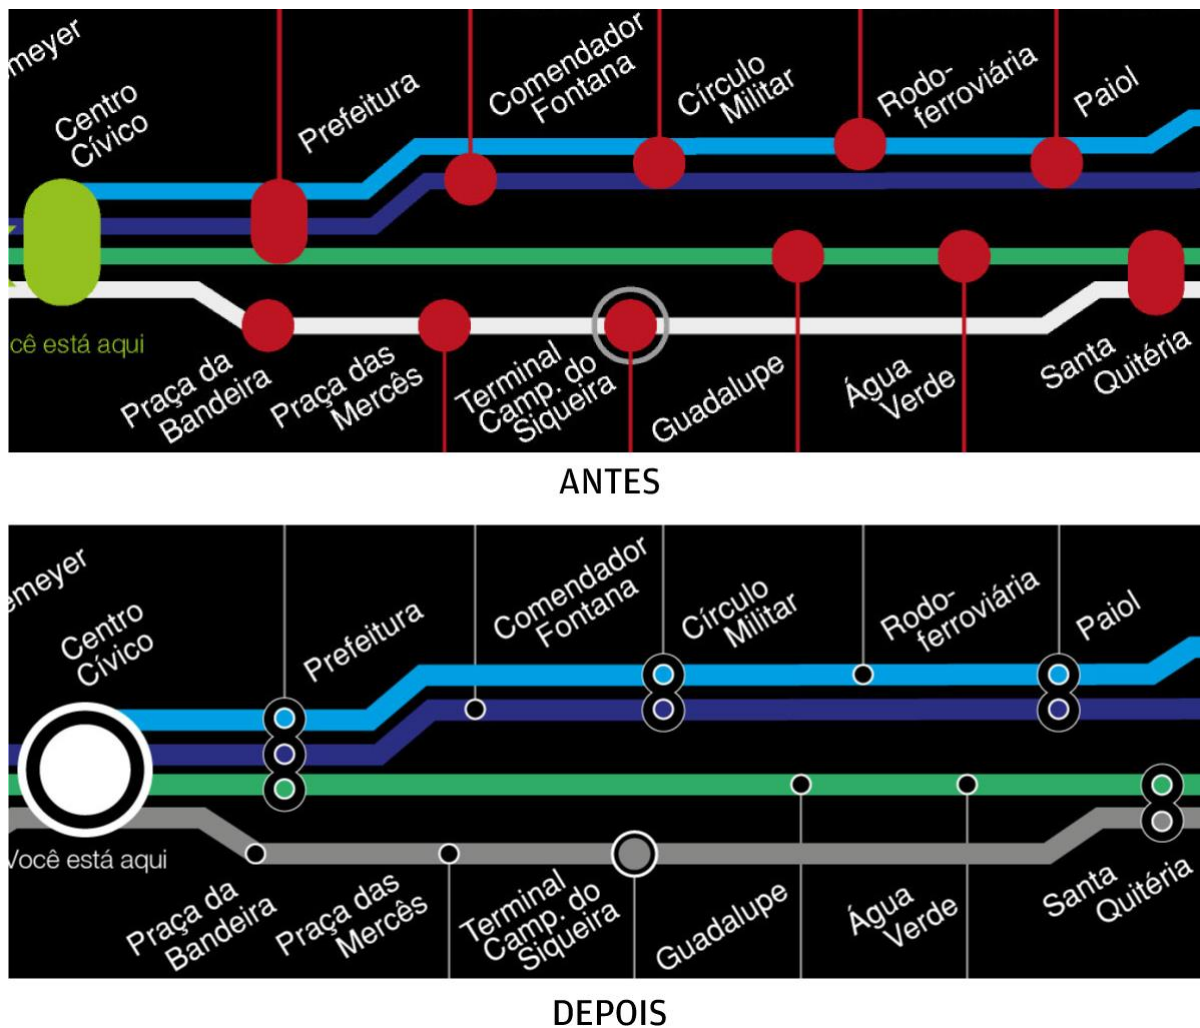 meyer
Centro
Cívico
Prefeitura
Comendador
Fontana
Círculo
Militar
Rodo-
ferroviária
Paiol
cê está aqui
Praça da
Bandeira
Praça das
Mercês
Terminal
Camp. do
Siqueira
Guadalupe
Água
Verde
Santa
Quitéria
ANTES
emeyer
Centro
Cívico
Prefeitura
Comendador
Fontana
Círculo
Militar
Rodo-
ferroviária
Paiol
Você está aqui
Praça da
Bandeira
Praça das
Mercês
Terminal
Camp. do
Siqueira
Guadalupe
Água
Verde
Santa
Quitéria
DEPOIS